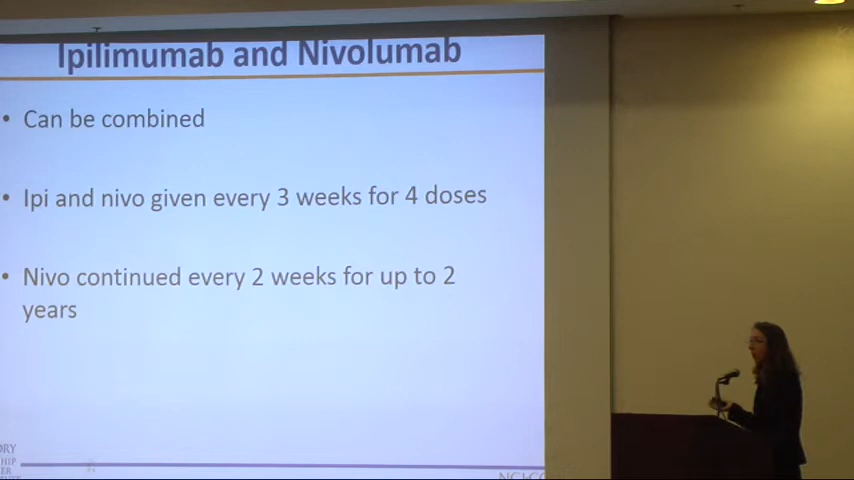 Ipilimumab and Nivolumab
• Can be combined
• Ipi and nivo given every 3 weeks for 4 doses
• Nivo continued every 2 weeks for up to 2
years